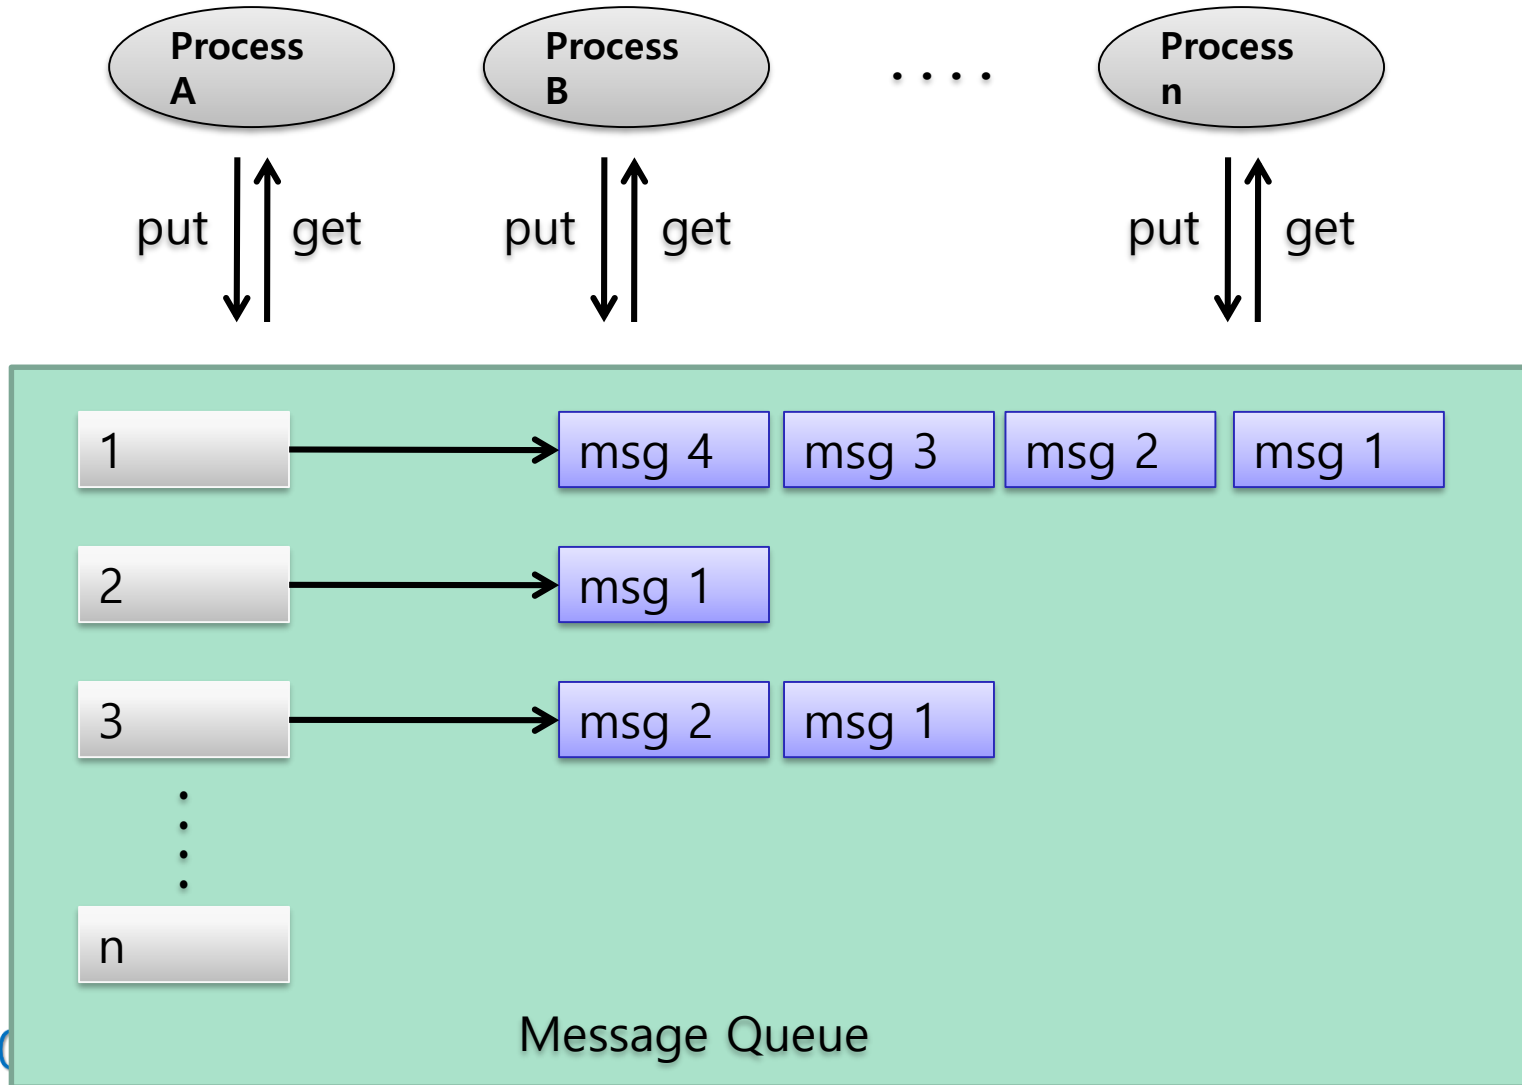 Process
A
Process
B
....
Process
n
put
get
put
get
put
get
1
msg 4
msg 3
msg 2
msg 1
2
msg 1
3
msg 2
msg 1
n
Message Queue